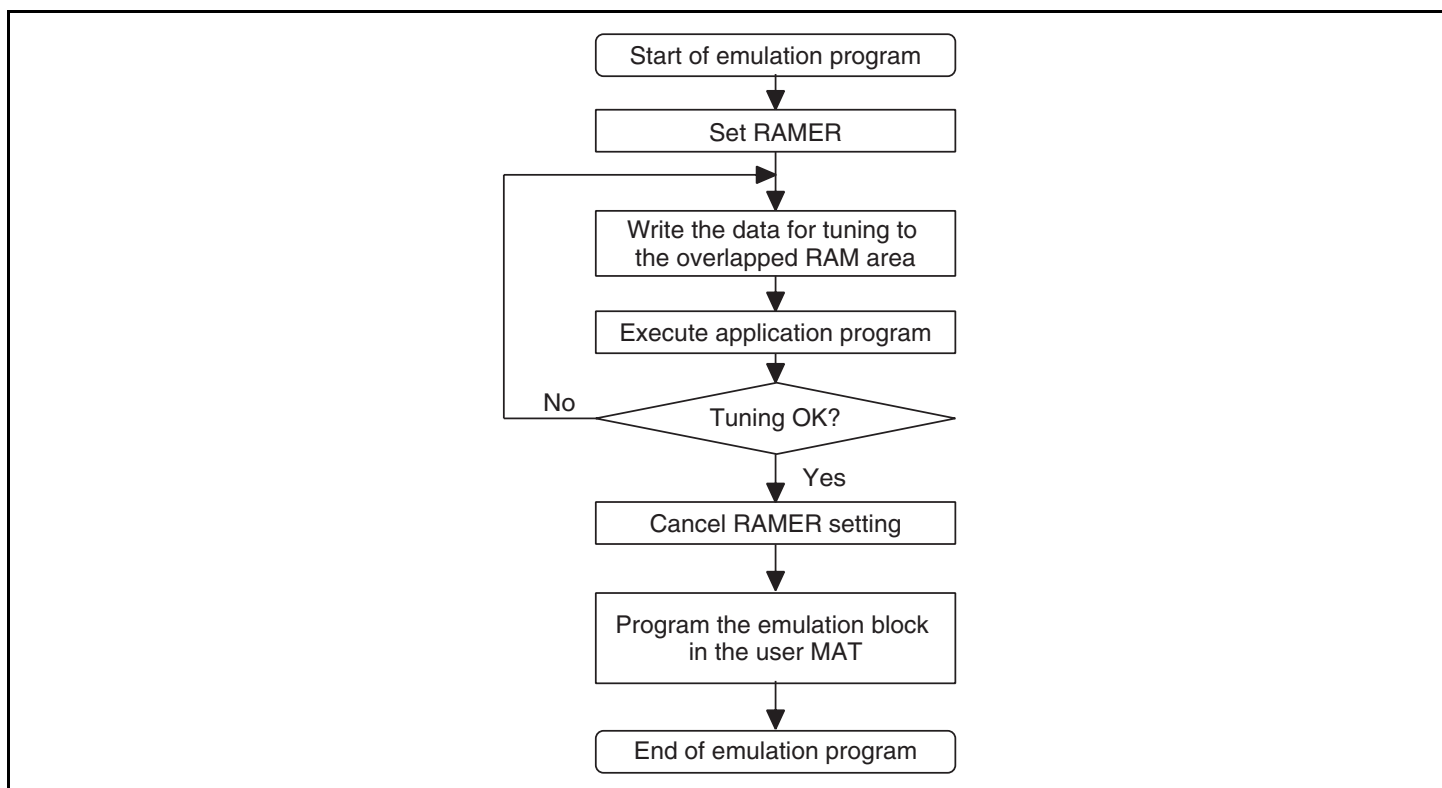 Start of emulation program
Set RAMER
Write the data for tuning to
the overlapped RAM area
Execute application program
No
Tuning OK?
Yes
Cancel RAMER setting
Program the emulation block
in the user MAT
End of emulation program